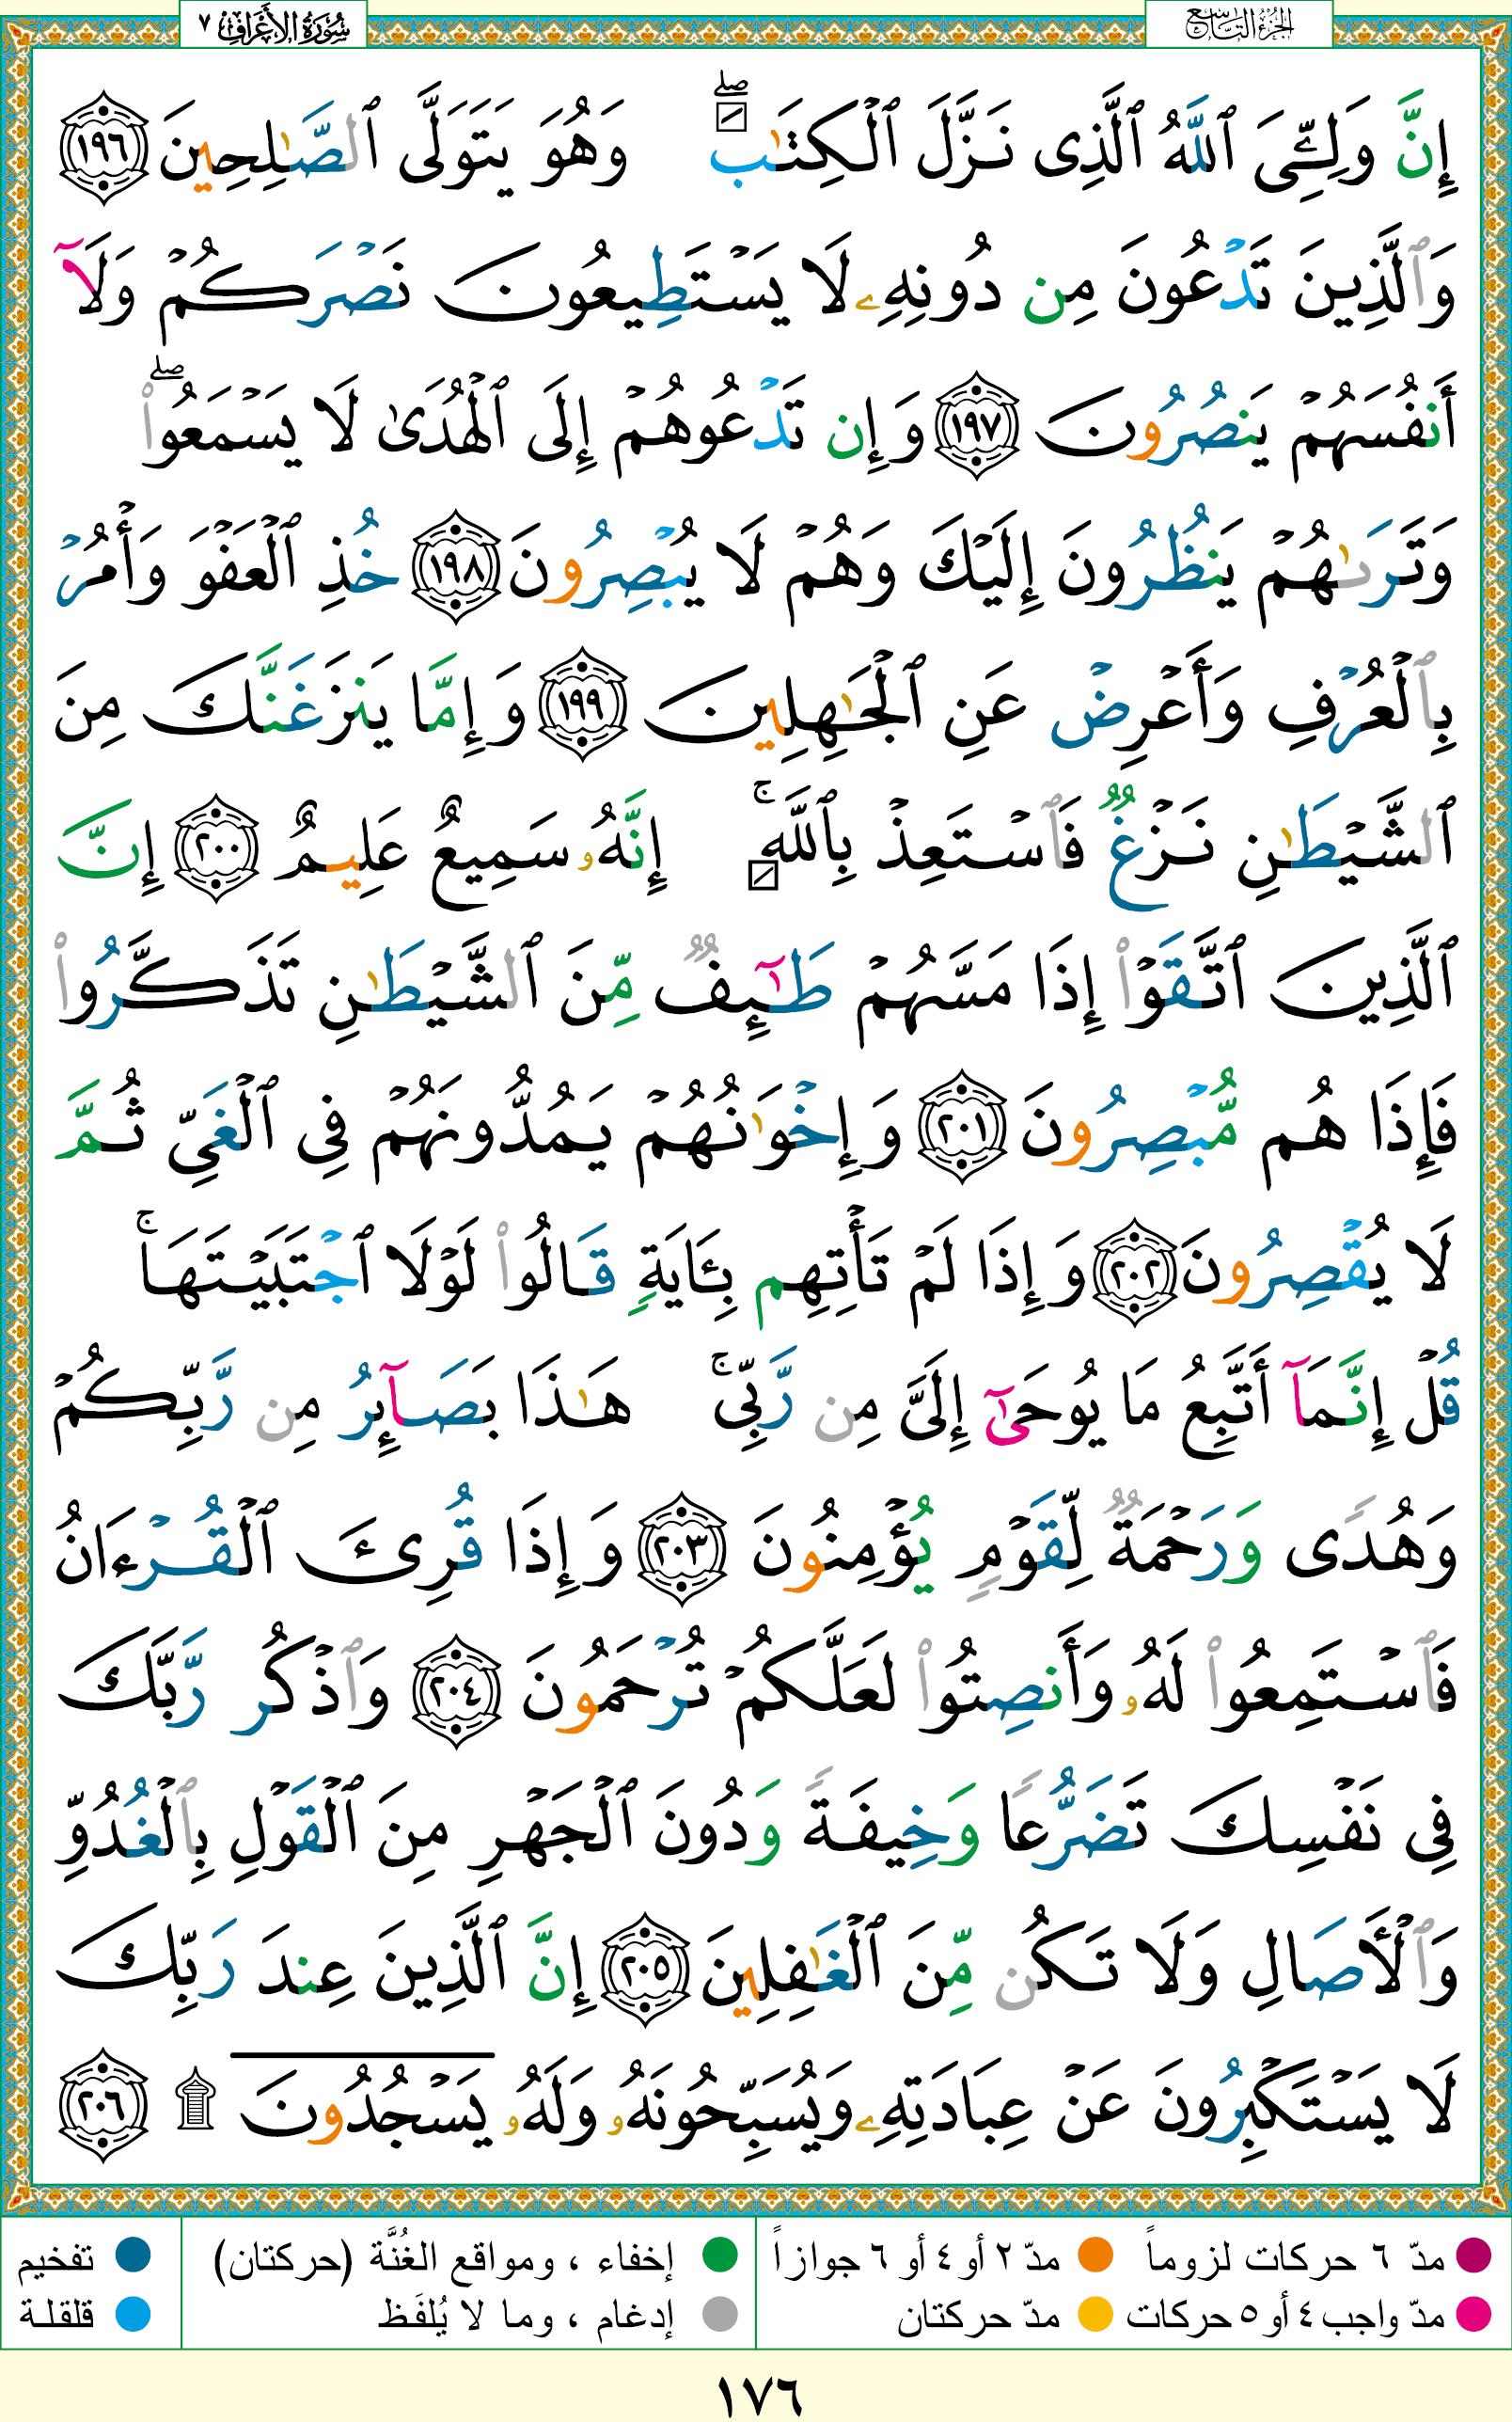 الجزء التاسع
سورة الأعراف ٧
إِنَّ وَلِـِّۧىَ ٱللَّهُ ٱلَّذِى نَزَّلَ ٱلْكِتَـٰبَ ۖ وَهُوَ يَتَوَلَّى ٱلصَّـٰلِحِينَ ١٩٦
وَٱلَّذِينَ تَدْعُونَ مِن دُونِهِۦ لَا يَسْتَطِيعُونَ نَصْرَكُمْ وَلَآ
أَنفُسَهُمْ يَنصُرُونَ ١٩٧ وَإِن تَدْعُوهُمْ إِلَى ٱلْهُدَىٰ لَا يَسْمَعُوا۟ ۖ
وَتَرَىٰهُمْ يَنظُرُونَ إِلَيْكَ وَهُمْ لَا يُبْصِرُونَ ١٩٨ خُذِ ٱلْعَفْوَ وَأْمُرْ
بِٱلْعُرْفِ وَأَعْرِضْ عَنِ ٱلْجَـٰهِلِينَ ١٩٩ وَإِمَّا يَنزَغَنَّكَ مِنَ
ٱلشَّيْطَـٰنِ نَزْغٌ فَٱسْتَعِذْ بِٱللَّهِ ۚ إِنَّهُۥ سَمِيعٌ عَلِيمٌ ٢٠٠ إِنَّ
ٱلَّذِينَ ٱتَّقَوْا۟ إِذَا مَسَّهُمْ طَـٰٓئِفٌ مِّنَ ٱلشَّيْطَـٰنِ تَذَكَّرُوا۟
فَإِذَا هُم مُّبْصِرُونَ ٢٠١ وَإِخْوَٰنُهُمْ يَمُدُّونَهُمْ فِى ٱلْغَىِّ ثُمَّ
لَا يُقْصِرُونَ ٢٠٢ وَإِذَا لَمْ تَأْتِهِم بِـَٔايَةٍ قَالُوا۟ لَوْلَا ٱجْتَبَيْتَهَا ۚ
قُلْ إِنَّمَآ أَتَّبِعُ مَا يُوحَىٰٓ إِلَىَّ مِن رَّبِّى ۚ هَـٰذَا بَصَآئِرُ مِن رَّبِّكُمْ
وَهُدًى وَرَحْمَةٌ لِّقَوْمٍ يُؤْمِنُونَ ٢٠٣ وَإِذَا قُرِئَ ٱلْقُرْءَانُ
فَٱسْتَمِعُوا۟ لَهُۥ وَأَنصِتُوا۟ لَعَلَّكُمْ تُرْحَمُونَ ٢٠٤ وَٱذْكُر رَّبَّكَ
فِى نَفْسِكَ تَضَرُّعًا وَخِيفَةً وَدُونَ ٱلْجَهْرِ مِنَ ٱلْقَوْلِ بِٱلْغُدُوِّ
وَٱلْأَصَالِ وَلَا تَكُن مِّنَ ٱلْغَـٰفِلِينَ ٢٠٥ إِنَّ ٱلَّذِينَ عِندَ رَبِّكَ
لَا يَسْتَكْبِرُونَ عَنْ عِبَادَتِهِۦ وَيُسَبِّحُونَهُۥ وَلَهُۥ يَسْجُدُونَ ۩ ٢٠٦
مدّ ٦ حركات لزوماً مدّ ٢ أو ٤ أو ٦ جوازاً إخفاء ، ومواقع الغُنَّة (حركتان) تفخيم
مدّ واجب ٤ أو ٥ حركات مدّ حركتان إدغام ، وما لا يُلفَظ قلقلة
١٧٦